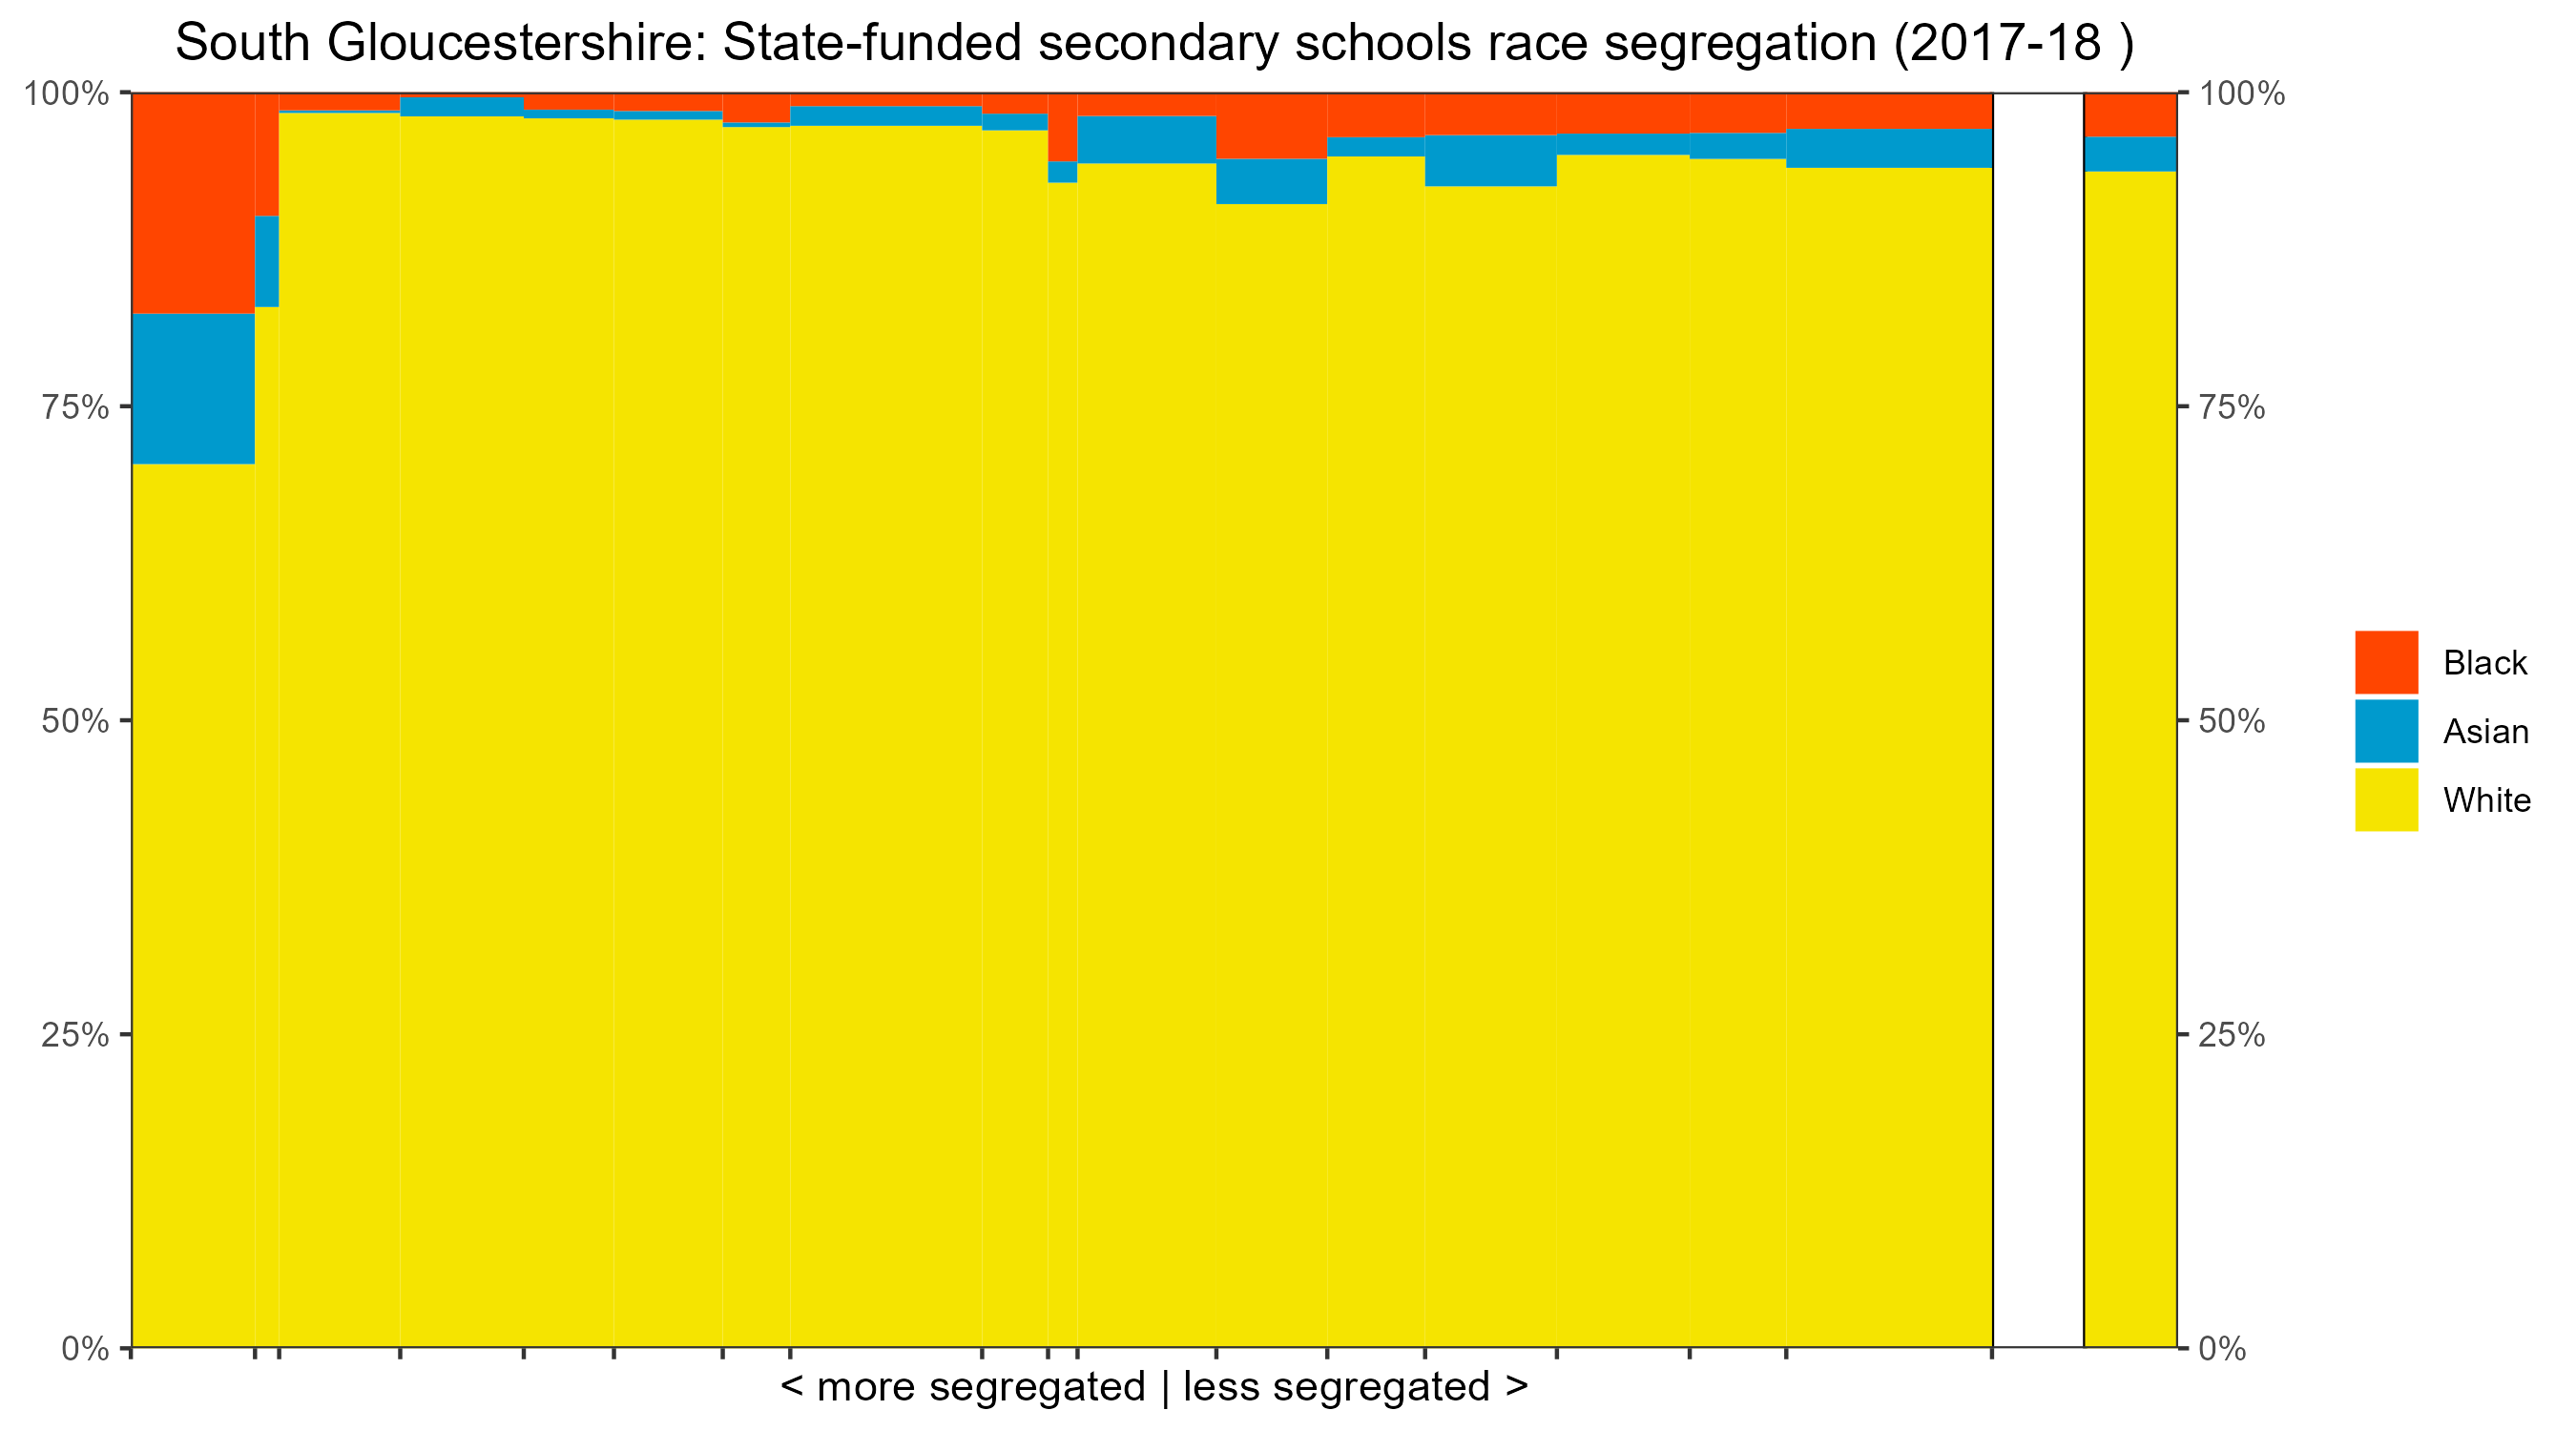 South Gloucestershire: State-funded secondary schools race segregation (2017-18 )
100%
75%
50%
25%
0%
100%
75%
50%
25%
0%
Black
Asian
White
< more segregated | less segregated >